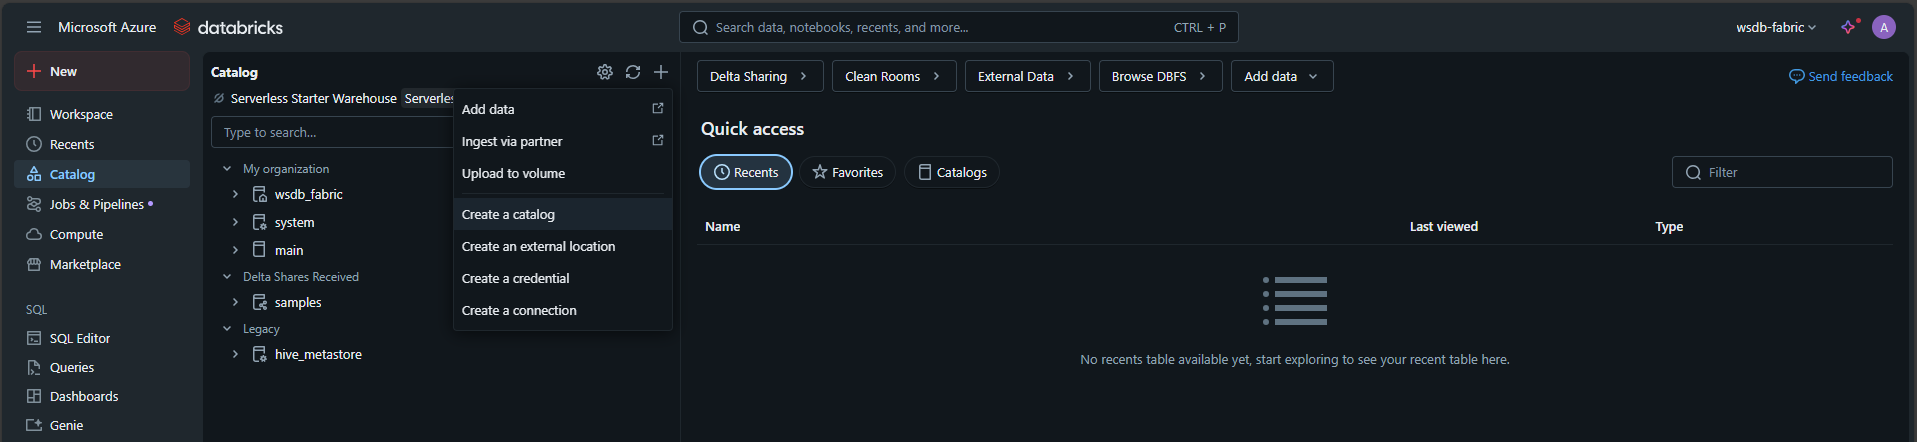 Microsoft Azure databricks
Search data, notebooks, recents, and more... CTRL + P
wsdb-fabric
A
New
Workspace
Recents
Catalog
Jobs & Pipelines
Compute
Marketplace
SQL
SQL Editor
Queries
Dashboards
Genie
Catalog
Serverless Starter Warehouse Serverles
Type to search...
My organization
wsdb_fabric
system
main
Delta Shares Received
samples
Legacy
hive_metastore
Add data
Ingest via partner
Upload to volume
Create a catalog
Create an external location
Create a credential
Create a connection
Delta Sharing
Clean Rooms
External Data
Browse DBFS
Add data
Send feedback
Quick access
Recents
Favorites
Catalogs
Filter
Name Last viewed Type
No recents table available yet, start exploring to see your recent table here.